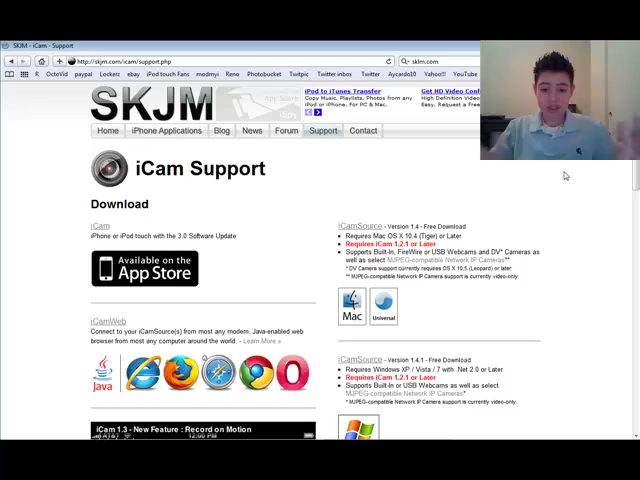 SKJM - iCam - Support
http://skjm.com/icam/support.php
skim.com
OctoVid
paypal
Lockerz
ebay
iPod touch Fans
modmyi
Reno
Photobucket
Twitpic
Twitter
Aycardo10
Yahoo!!
YouTube
SKJM
iPod to iTunes Transfer
Copy Music, Playlists, Photos from any
iPod or iPhone. For PC & Mac.
Get HD Video Conf
High Definition Video
Easy, Request a Free
Home
iPhone Applications
Blog
News
Forum
Support
Contact
iCam Support
Download
iCam
iPhone or iPod touch with the 3.0 Software Update
Available on the
App Store
iCamWeb
Connect to your iCamSource(s) from most any modern, Java-enabled web
browser from most any computer around the world. - Learn More »
Java
iCam 1.3 - New Feature : Record on Motion
12:00 PM
iCamSource - Version 1.4 - Free Download
• Requires Mac OS X 10.4 (Tiger) or Later
• Requires iCam 1.2.1 or Later
• Supports Built-In, FireWire or USB Webcams and DV* Cameras as
well as select MJPEG-compatible Network IP Cameras**
* DV Camera support currently requires OS X 10.5 (Leopard) or later
** MJPEG-compatible Network IP Camera support is currently video-only.
Mac
Universal
iCamSource - Version 1.4.1 - Free Download
• Requires Windows XP / Vista / 7 with .Net 2.0 or Later
• Requires iCam 1.2.1 or Later
• Supports Built-In or USB Webcams as well as select
MJPEG-compatible Network IP Cameras*
* MJPEG-compatible Network IP Camera support is currently video-only.